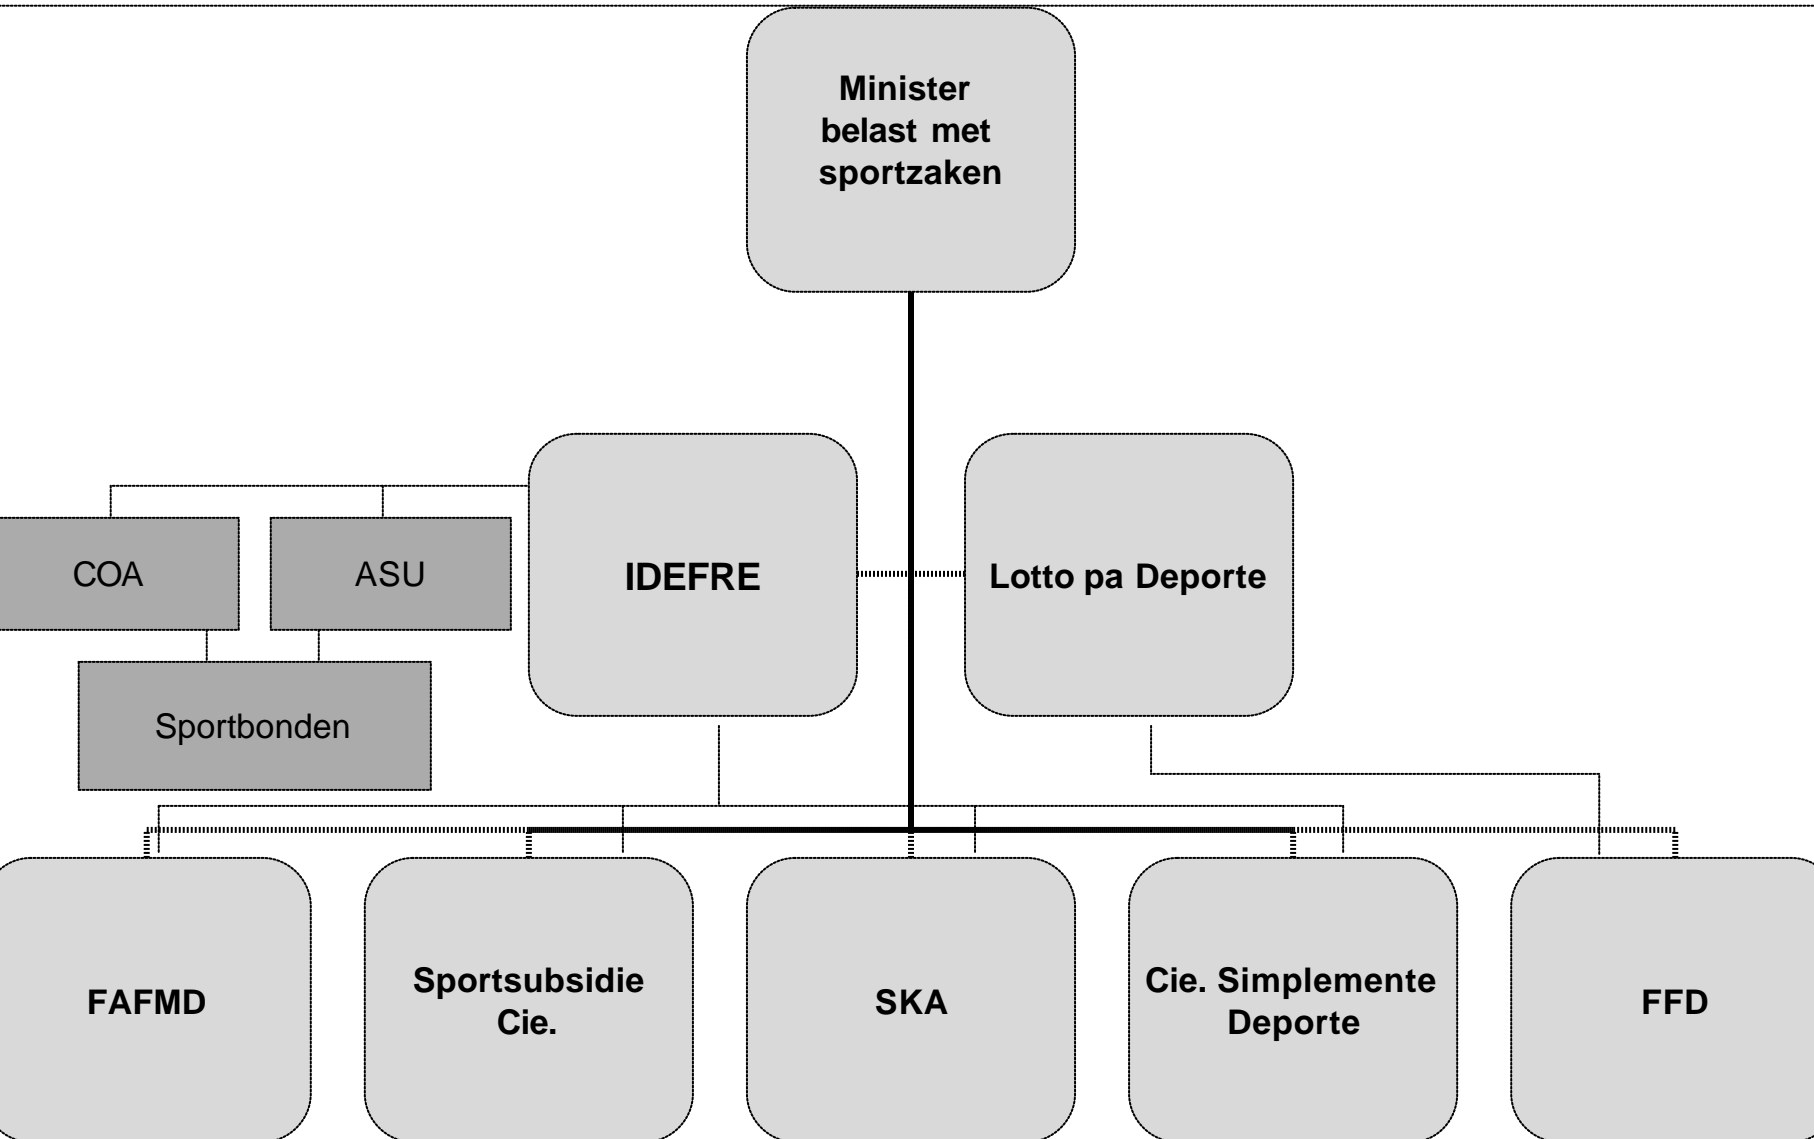 Minister
belast met
sportzaken
COA
ASU
IDEFRE
Lotto pa Deporte
Sportbonden
FAFMD
Sportsubsidie
Cie.
SKA
Cie. Simplemente
Deporte
FFD